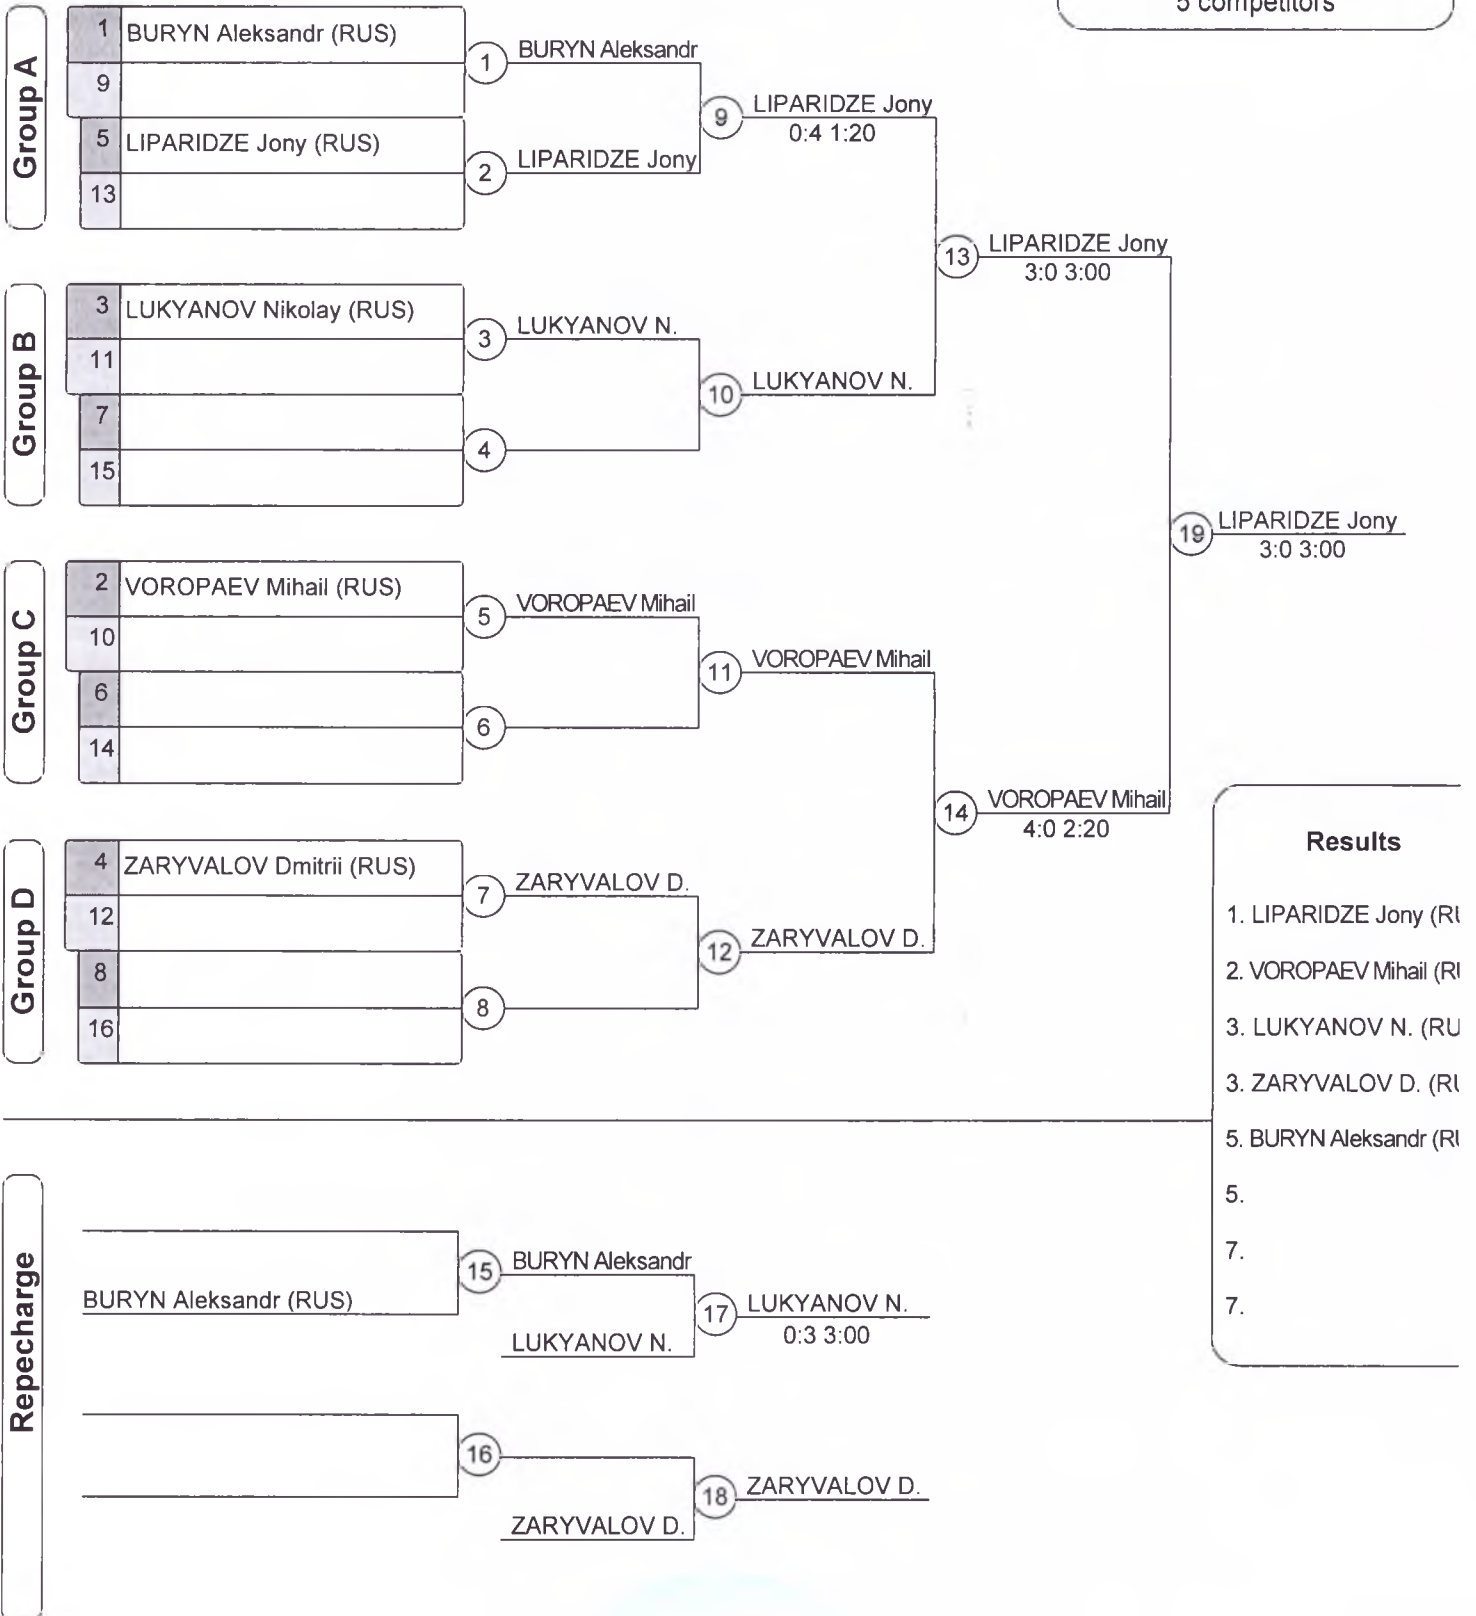 5 competitors
Group A
1 BURYN Aleksandr (RUS)
9
5 LIPARIDZE Jony (RUS)
13
1 BURYN Aleksandr
2 LIPARIDZE Jony
9 LIPARIDZE Jony
0:4 1:20
Group B
3 LUKYANOV Nikolay (RUS)
11
7
15
3 LUKYANOV N.
4
10 LUKYANOV N.
13 LIPARIDZE Jony
3:0 3:00
Group C
2 VOROPAEV Mihail (RUS)
10
6
14
5 VOROPAEV Mihail
6
11 VOROPAEV Mihail
Group D
4 ZARYVALOV Dmitrii (RUS)
12
8
16
7 ZARYVALOV D.
8
12 ZARYVALOV D.
14 VOROPAEV Mihail
4:0 2:20
19 LIPARIDZE Jony
3:0 3:00
Results
1. LIPARIDZE Jony (RU
2. VOROPAEV Mihail (RU
3. LUKYANOV N. (RU
3. ZARYVALOV D. (RU
5. BURYN Aleksandr (RU
5.
7.
7.
Repecharge
BURYN Aleksandr (RUS)
15 BURYN Aleksandr
LUKYANOV N.
17 LUKYANOV N.
0:3 3:00
16
ZARYVALOV D.
18 ZARYVALOV D.